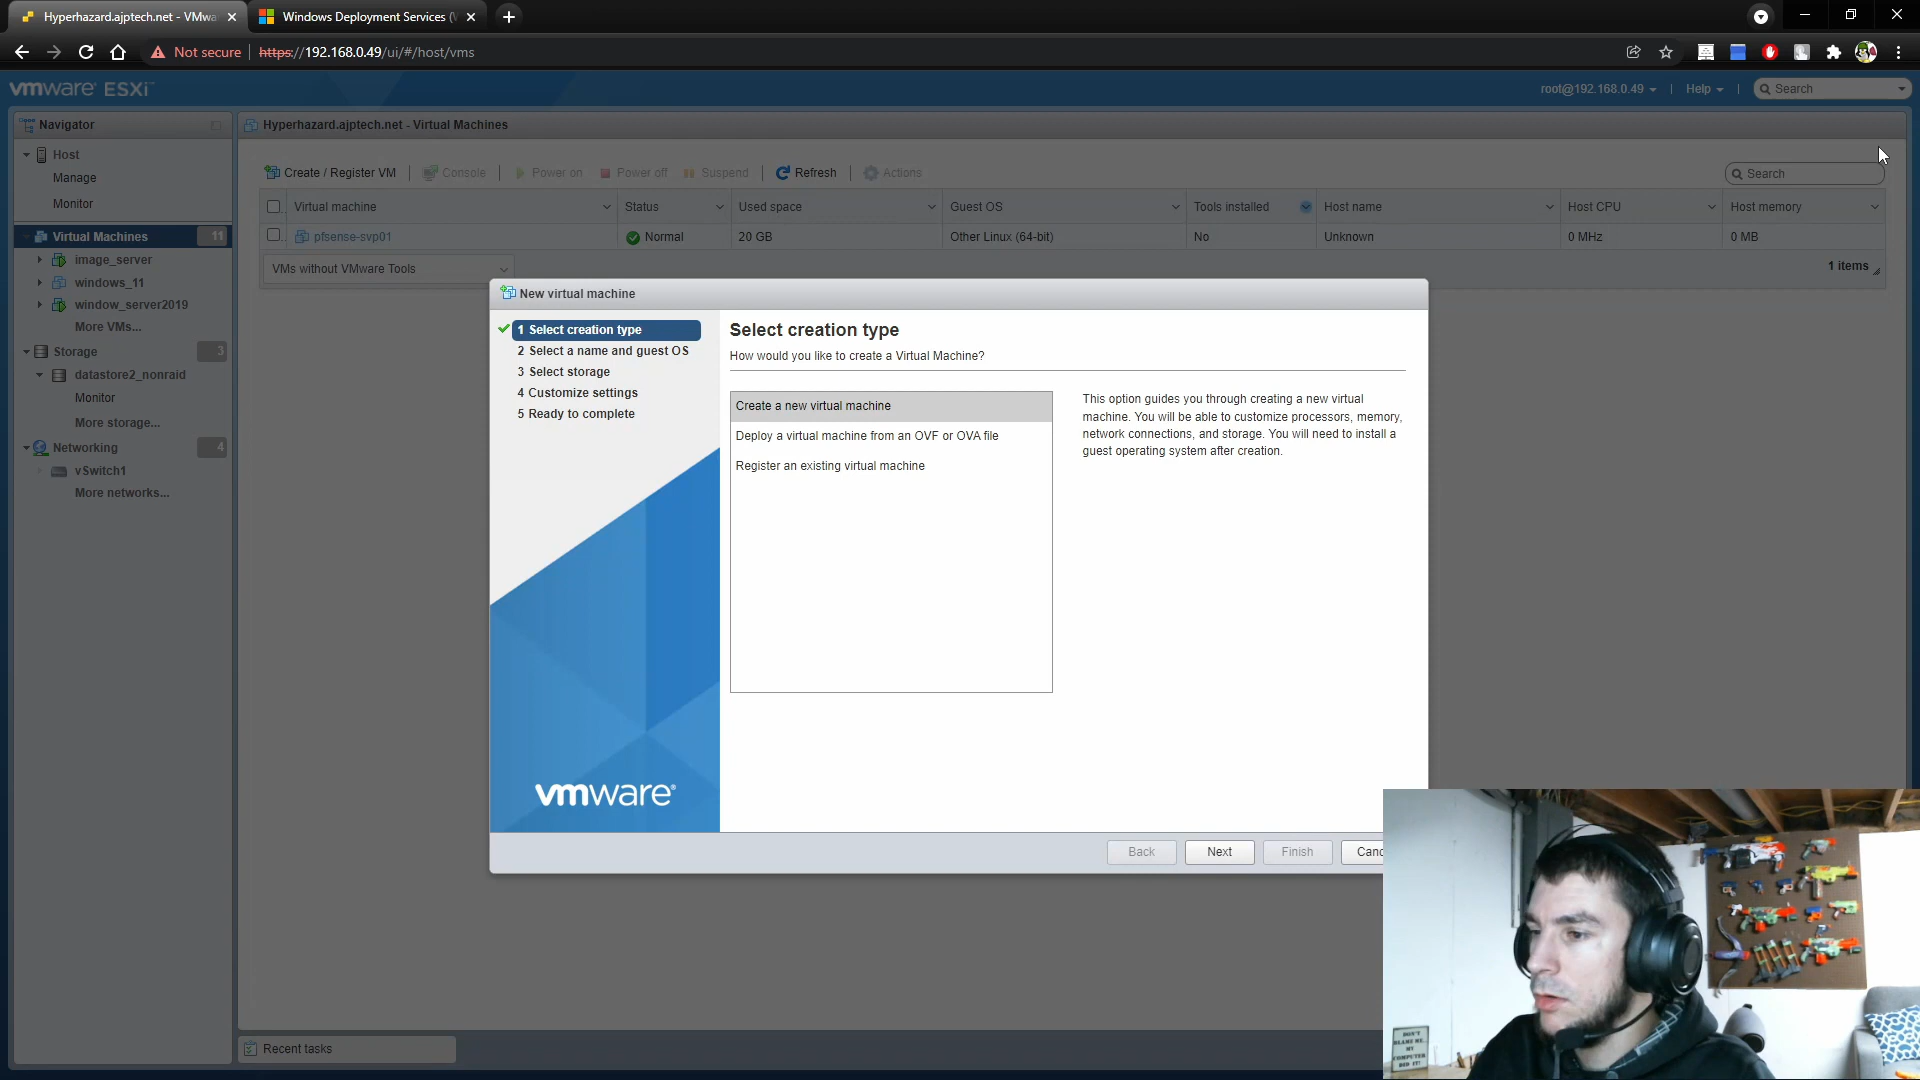 Hyperhazard.ajptech.net - VMwa
Windows Deployment Services (
Not secure
https://192.168.0.49/ui/#/host/vms
vmware ESXi
root@192.168.0.49
Help
Search
Navigator
Host
Manage
Monitor
Virtual Machines
11
image_server
windows_11
window_server2019
More VMs...
Storage
3
datastore2_nonraid
Monitor
More storage...
Networking
4
vSwitch1
More networks...
Hyperhazard.ajptech.net - Virtual Machines
Create / Register VM
Console
Power on
Power off
Suspend
Refresh
Actions
Search
Virtual machine
Status
Used space
Guest OS
Tools installed
Host name
Host CPU
Host memory
pfsense-svp01
Normal
20 GB
Other Linux (64-bit)
No
Unknown
0 MHz
0 MB
VMs without VMware Tools
1 items
New virtual machine
1 Select creation type
2 Select a name and guest OS
3 Select storage
4 Customize settings
5 Ready to complete
vmware
Select creation type
How would you like to create a Virtual Machine?
Create a new virtual machine
Deploy a virtual machine from an OVF or OVA file
Register an existing virtual machine
This option guides you through creating a new virtual
machine. You will be able to customize processors, memory,
network connections, and storage. You will need to install a
guest operating system after creation.
Back
Next
Finish
Canc
Recent tasks
DON'T
BLAME ME...
MY
COMPUTER
DID IT!